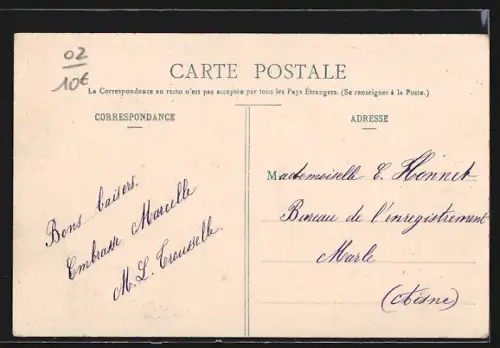 02
10€
CARTE POSTALE
La Correspondance au recto n'est pas acceptée par tous les Pays Étrangers. (Se renseigner à la Poste.)
CORRESPONDANCE
Bons baisers.
Embrasse Marcelle
M. L. Trousselle
ADRESSE
Mademoiselle E. Honnet
Bureau de l'enregistrement
Marle
(Aisne)